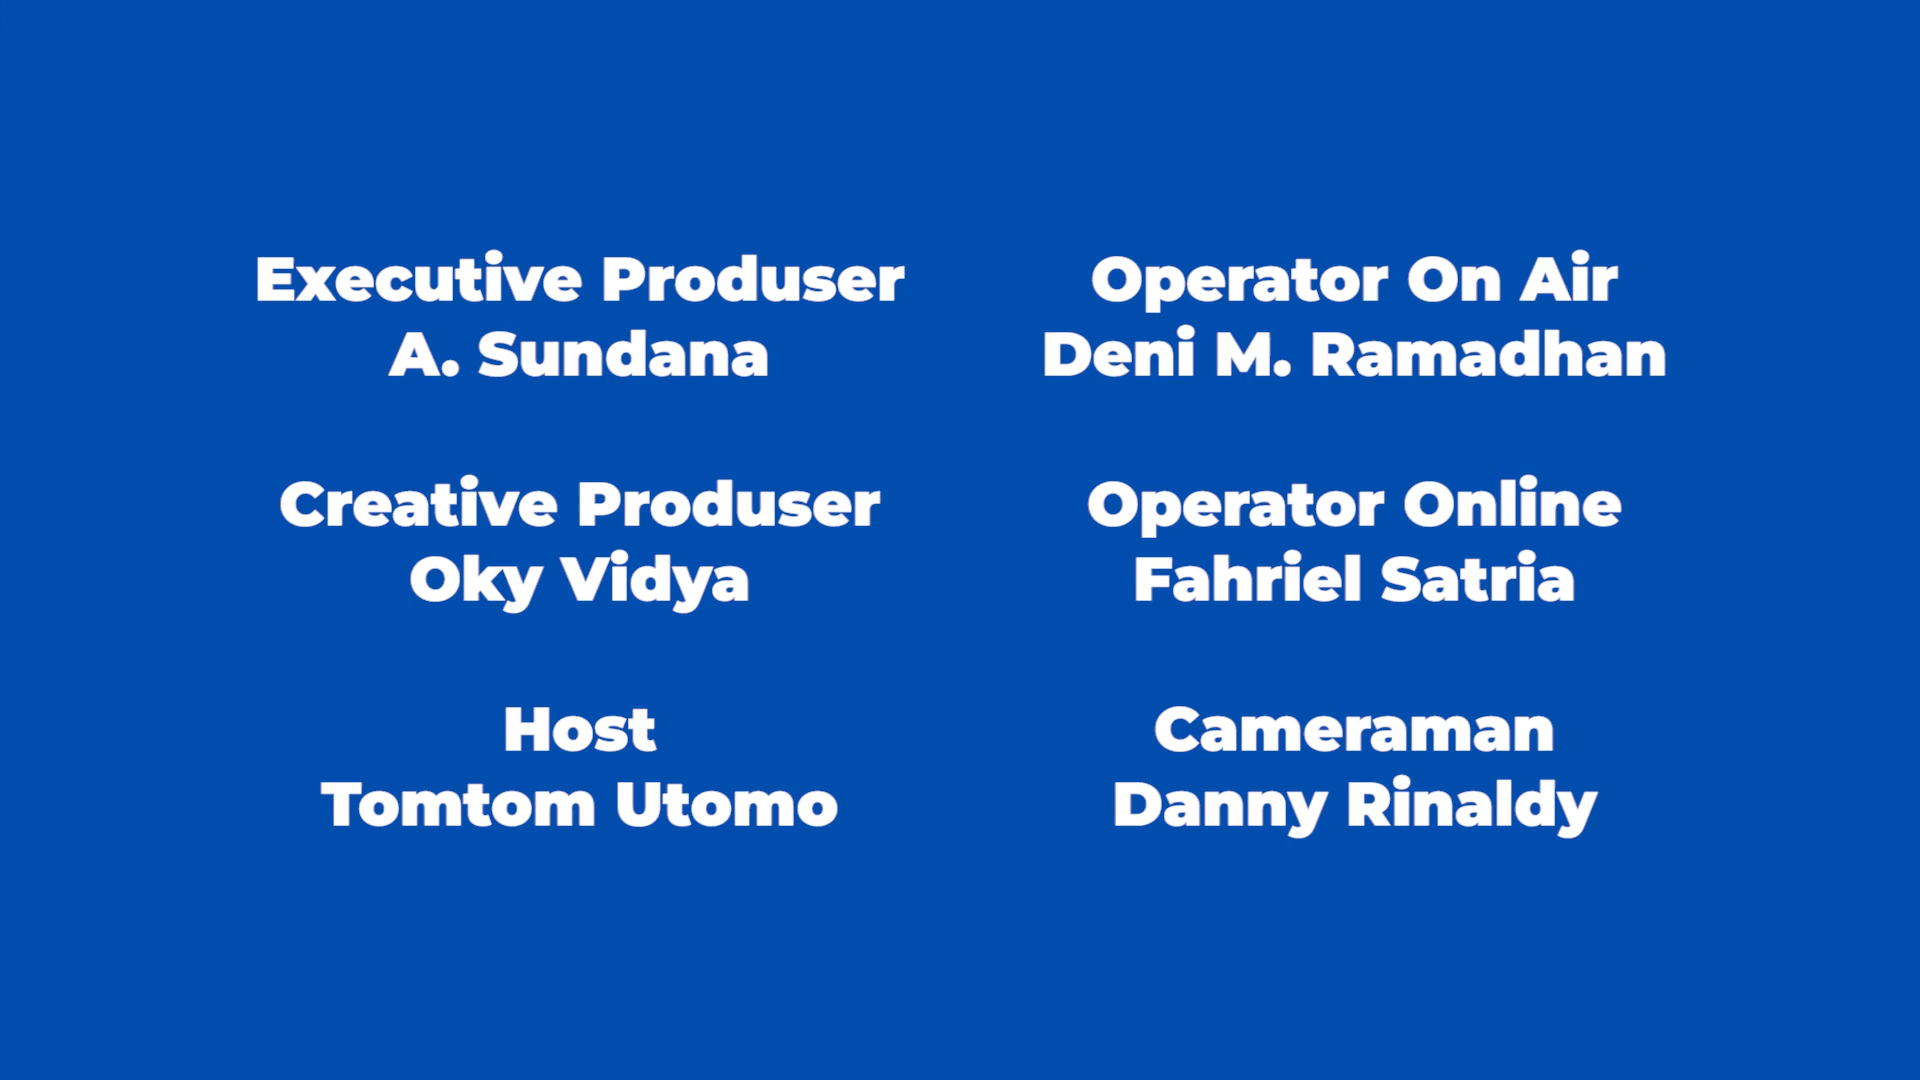 Executive Produser
A. Sundana
Creative Produser
Oky Vidya
Host
Tomtom Utomo
Operator On Air
Deni M. Ramadhan
Operator Online
Fahriel Satria
Cameraman
Danny Rinaldy